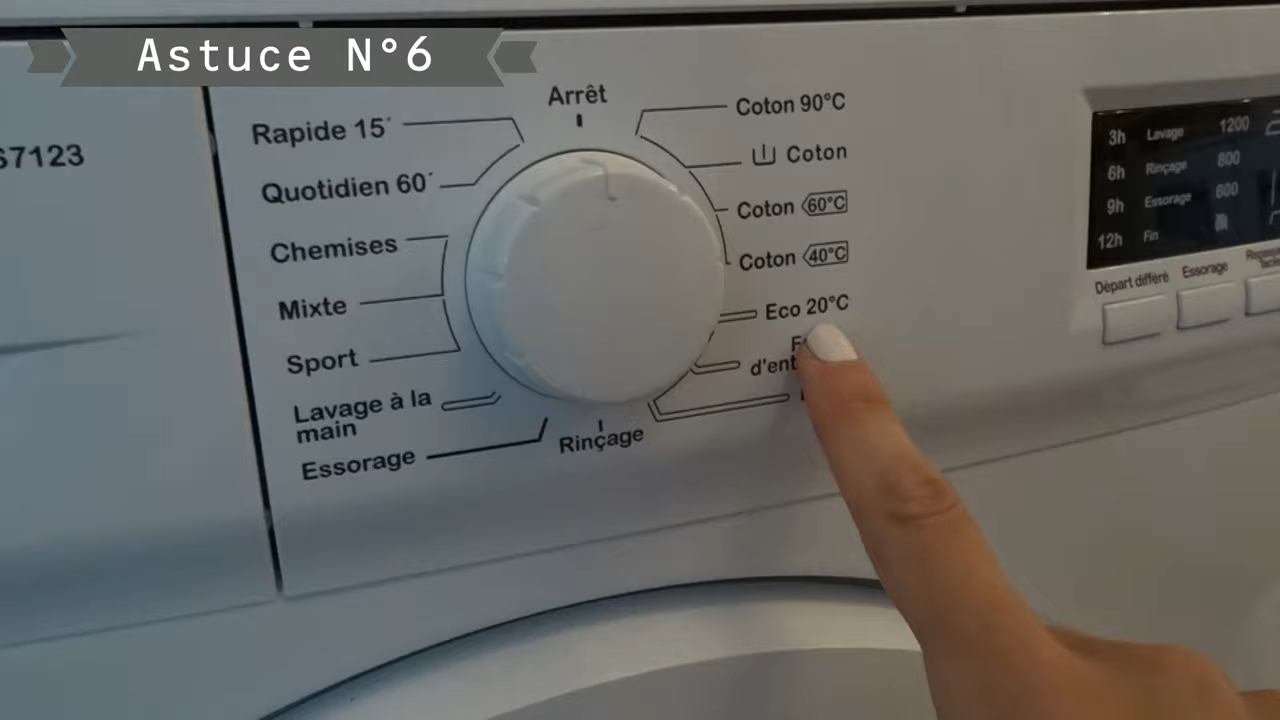 Astuce N°6
67123
Arrêt
Rapide 15´
Quotidien 60´
Chemises
Mixte
Sport
Lavage à la
main
Essorage
Rinçage
Coton 90°C
Coton
Coton 60°C
Coton 40°C
Eco 20°C
3h Lavage 1200
6h Rinçage 800
9h Essorage 600
12h Fin
Départ différé
Essorage